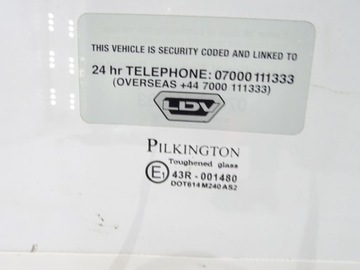 THIS VEHICLE IS SECURITY CODED AND LINKED TO
24 hr TELEPHONE: 07000 111333
(OVERSEAS +44 7000 111333)
LDV
PILKINGTON
Toughened glass
E1 43R - 001480
DOT614 M240 AS2